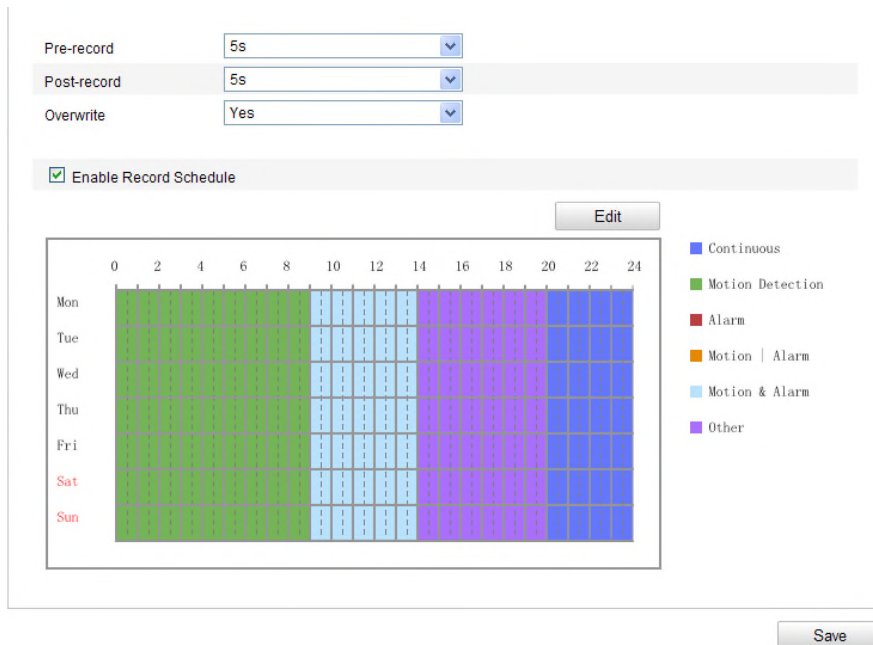 Pre-record 5s
Post-record 5s
Overwrite Yes
Enable Record Schedule
Edit
0 2 4 6 8 10 12 14 16 18 20 22 24
Mon
Tue
Wed
Thu
Fri
Sat
Sun
Continuous
Motion Detection
Alarm
Motion | Alarm
Motion & Alarm
Other
Save